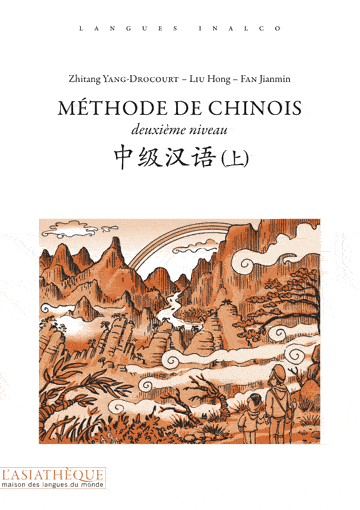 LANGUES INALCO
Zhitang YANG-DROCOURT – LIU Hong – FAN Jianmin
MÉTHODE DE CHINOIS
deuxième niveau
中级汉语(上)
L'ASIATHÈQUE
maison des langues du monde